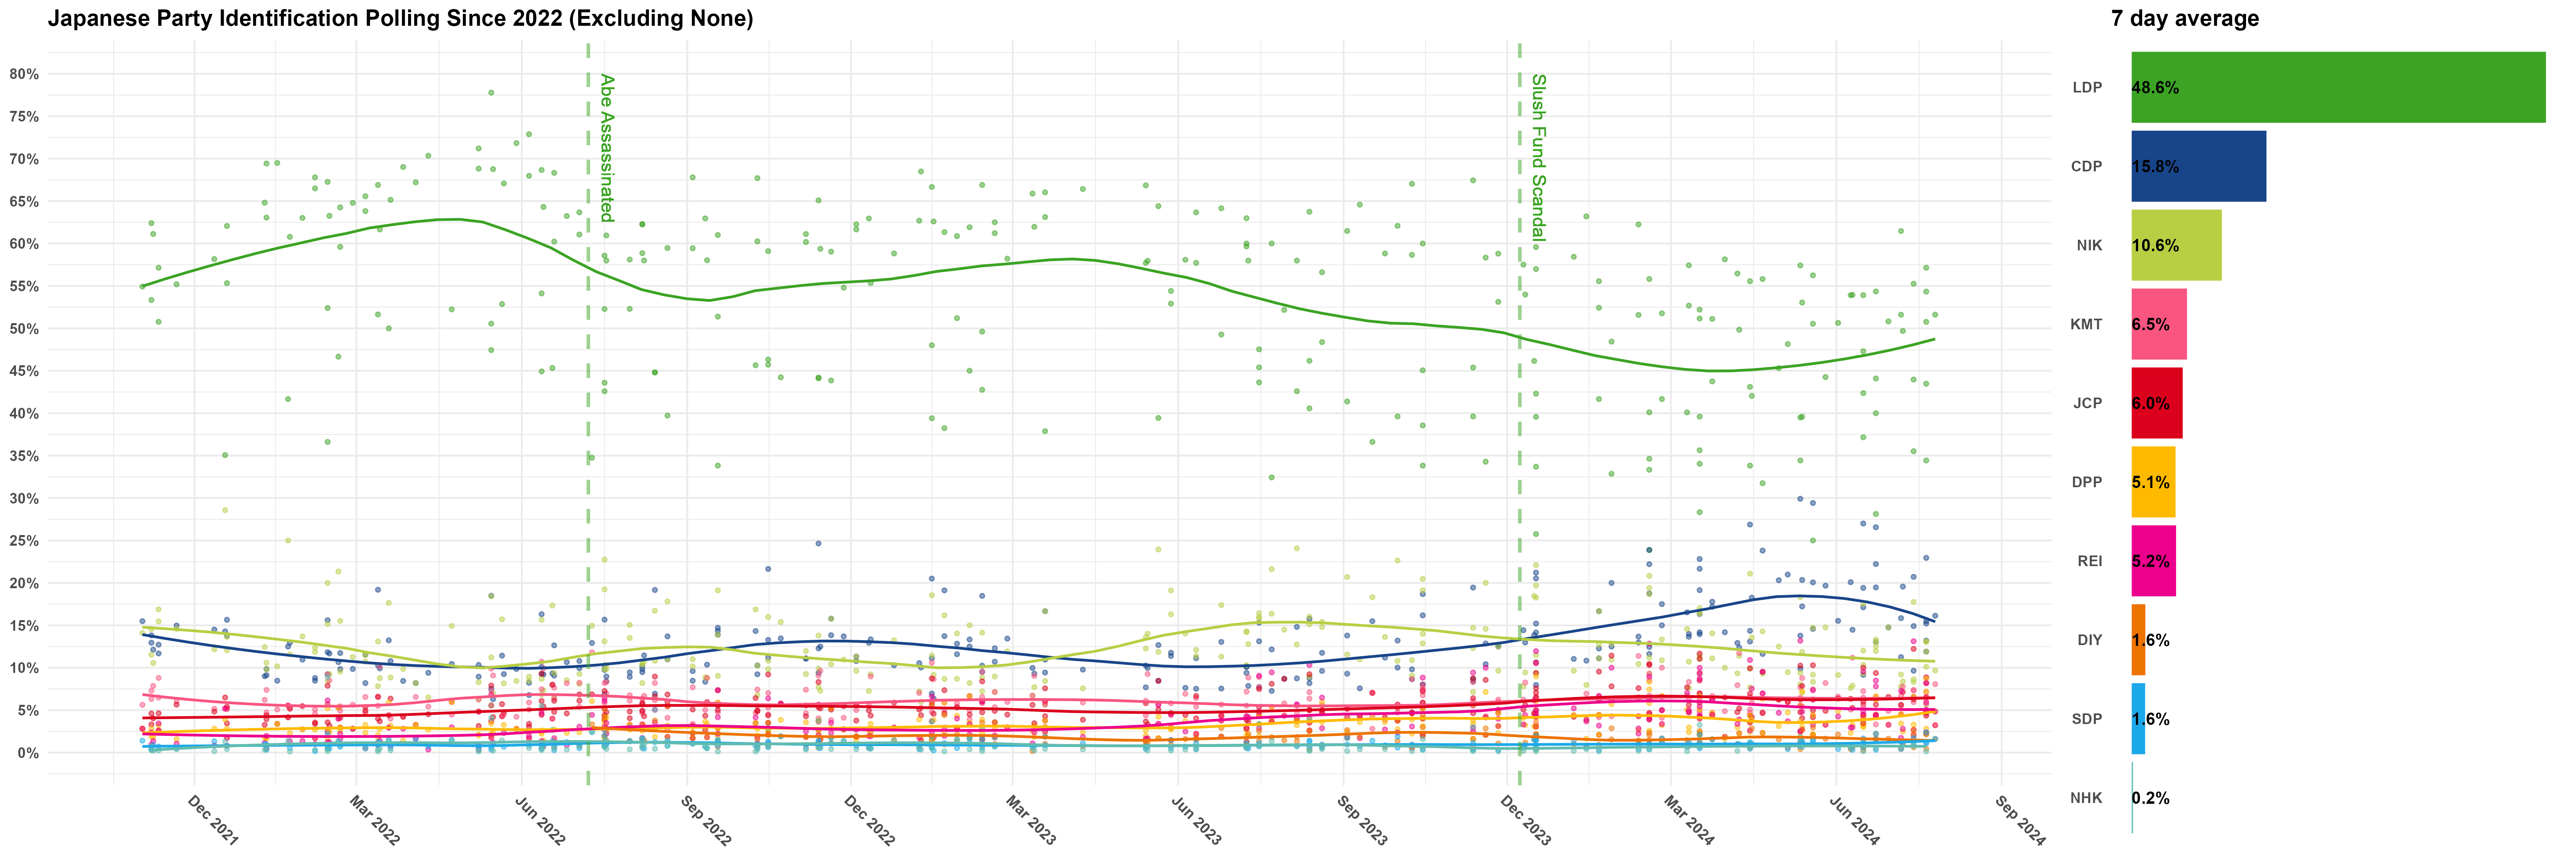 Japanese Party Identification Polling Since 2022 (Excluding None)
7 day average
80%
75%
70%
65%
60%
55%
50%
45%
40%
35%
30%
25%
20%
15%
10%
5%
0%
Abe Assassinated
Slush Fund Scandal
Dec 2021
Mar 2022
Jun 2022
Sep 2022
Dec 2022
Mar 2023
Jun 2023
Sep 2023
Dec 2023
Mar 2024
Jun 2024
Sep 2024
LDP 48.6%
CDP 15.8%
NIK 10.6%
KMT 6.5%
JCP 6.0%
DPP 5.1%
REI 5.2%
DIY 1.6%
SDP 1.6%
NHK 0.2%